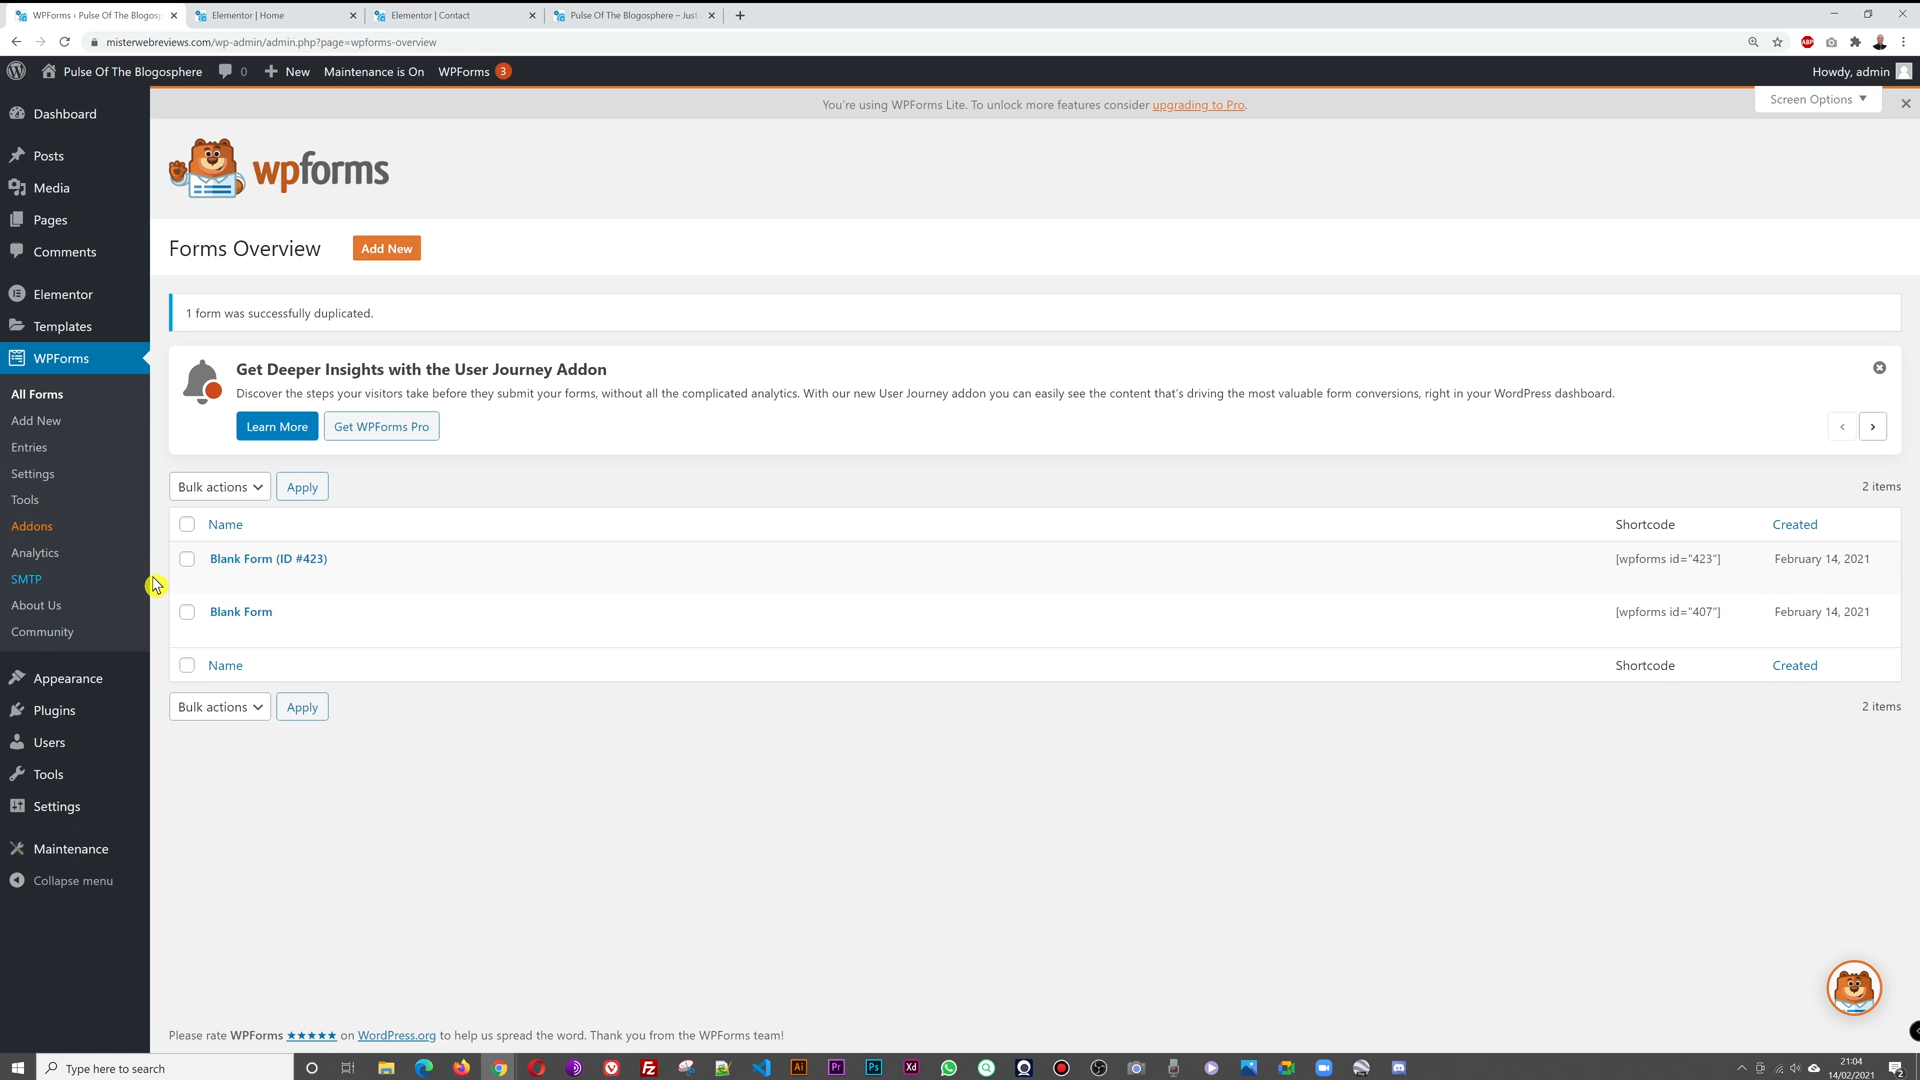 WPForms ‹ Pulse Of The Blogosp
Elementor | Home
Elementor | Contact
Pulse Of The Blogosphere – Just
misterwebreviews.com/wp-admin/admin.php?page=wpforms-overview
ABP
Pulse Of The Blogosphere
0
New
Maintenance is On
WPForms 3
Howdy, admin
You're using WPForms Lite. To unlock more features consider upgrading to Pro.
Screen Options
Dashboard
Posts
Media
Pages
Comments
Elementor
Templates
WPForms
All Forms
Add New
Entries
Settings
Tools
Addons
Analytics
SMTP
About Us
Community
Appearance
Plugins
Users
Tools
Settings
Maintenance
Collapse menu
wpforms
Forms Overview
Add New
1 form was successfully duplicated.
Get Deeper Insights with the User Journey Addon
Discover the steps your visitors take before they submit your forms, without all the complicated analytics. With our new User Journey addon you can easily see the content that's driving the most valuable form conversions, right in your WordPress dashboard.
Learn More
Get WPForms Pro
Bulk actions
Apply
2 items
Name
Shortcode
Created
Blank Form (ID #423)
[wpforms id="423"]
February 14, 2021
Blank Form
[wpforms id="407"]
February 14, 2021
Name
Shortcode
Created
Bulk actions
Apply
2 items
Please rate WPForms ★★★★★ on WordPress.org to help us spread the word. Thank you from the WPForms team!
Type here to search
Ai
Pr
Ps
Xd
21:04
14/02/2021
2